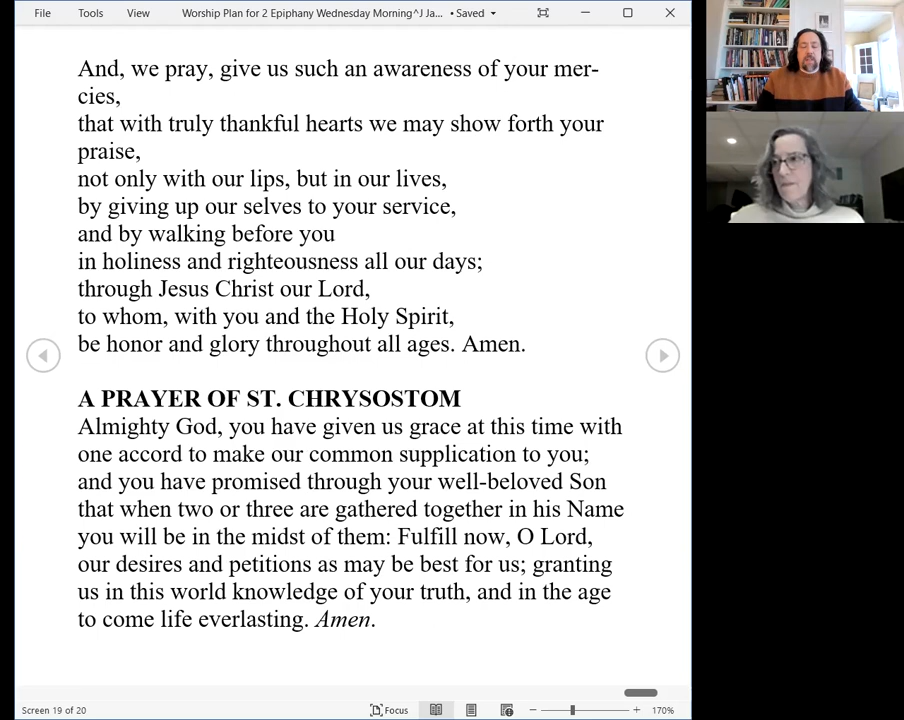 File Tools View Worship Plan for 2 Epiphany Wednesday Morning^J Ja... • Saved
And, we pray, give us such an awareness of your mer-
cies,
that with truly thankful hearts we may show forth your
praise,
not only with our lips, but in our lives,
by giving up our selves to your service,
and by walking before you
in holiness and righteousness all our days;
through Jesus Christ our Lord,
to whom, with you and the Holy Spirit,
be honor and glory throughout all ages. Amen.
A PRAYER OF ST. CHRYSOSTOM
Almighty God, you have given us grace at this time with
one accord to make our common supplication to you;
and you have promised through your well-beloved Son
that when two or three are gathered together in his Name
you will be in the midst of them: Fulfill now, O Lord,
our desires and petitions as may be best for us; granting
us in this world knowledge of your truth, and in the age
to come life everlasting. Amen.
Screen 19 of 20 Focus 170%